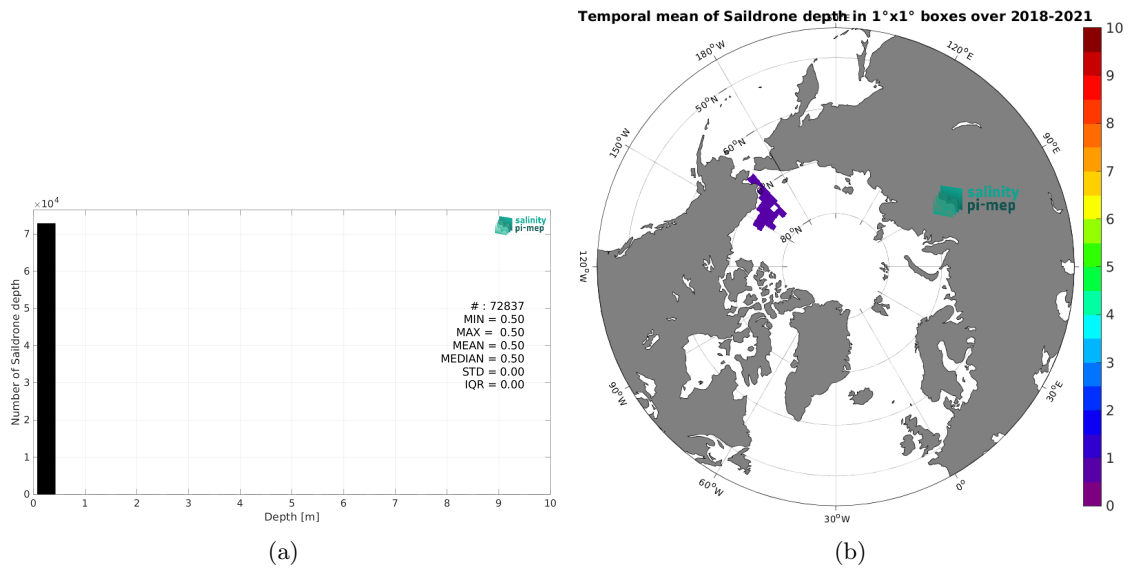 ×10⁴
7
6
5
4
3
2
1
0
Number of Saildrone depth
0 1 2 3 4 5 6 7 8 9 10
Depth [m]
salinity
pi-mep
# : 72837
MIN = 0.50
MAX = 0.50
MEAN = 0.50
MEDIAN = 0.50
STD = 0.00
IQR = 0.00
(a)
Temporal mean of Saildrone depth in 1°x1° boxes over 2018-2021
180°W
120°E
150°W
90°E
50°N
60°N
80°N
120°W
90°W
60°W
30°W
0°
30°E
salinity
pi-mep
10
9
8
7
6
5
4
3
2
1
0
(b)